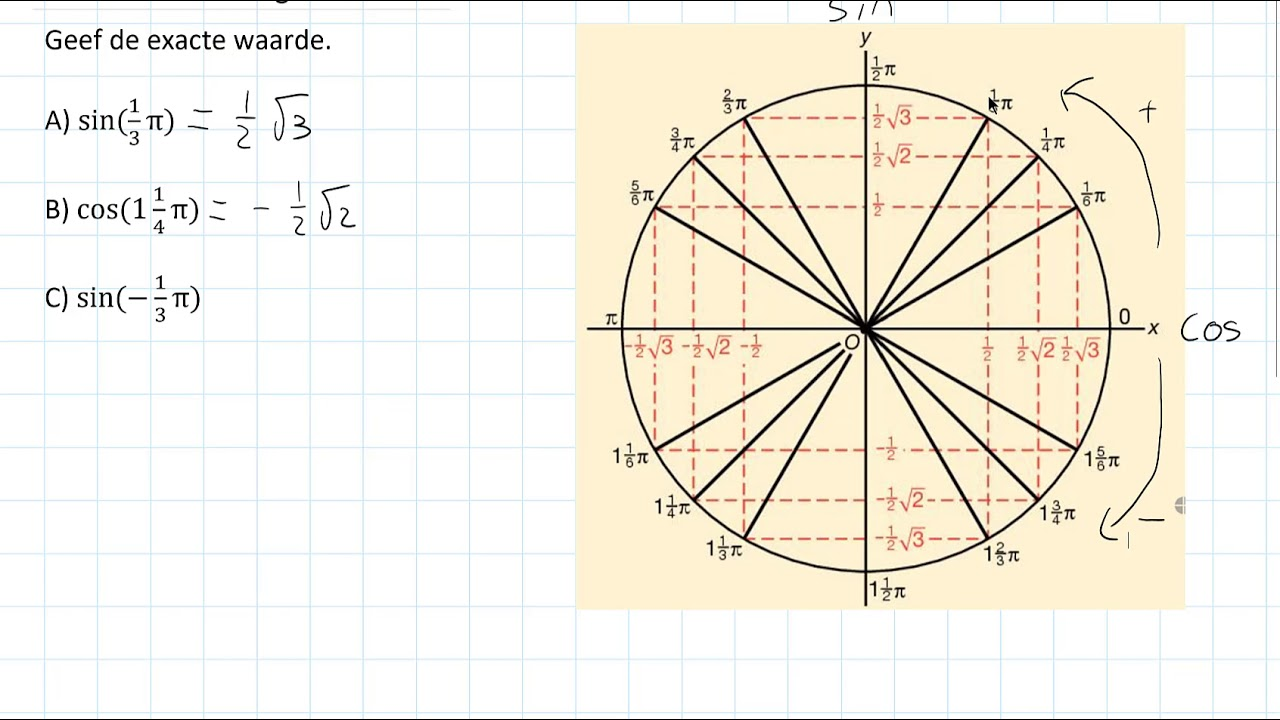 sin
Geef de exacte waarde.
A) sin(1/3 π) = 1/2 √3
B) cos(1 1/4 π) = - 1/2 √2
C) sin(−1/3 π)
y
1/2 π
2/3 π
1/2 √3
3/4 π
1/4 π
1/2 √2
5/6 π
1/2
1/6 π
+
π
0
x
cos
−1/2 √3
−1/2 √2
−1/2
O
1/2
1/2 √2
1/2 √3
1 1/6 π
−1/2
1 5/6 π
1 1/4 π
−1/2 √2
1 3/4 π
−
1 1/3 π
−1/2 √3
1 2/3 π
1 1/2 π